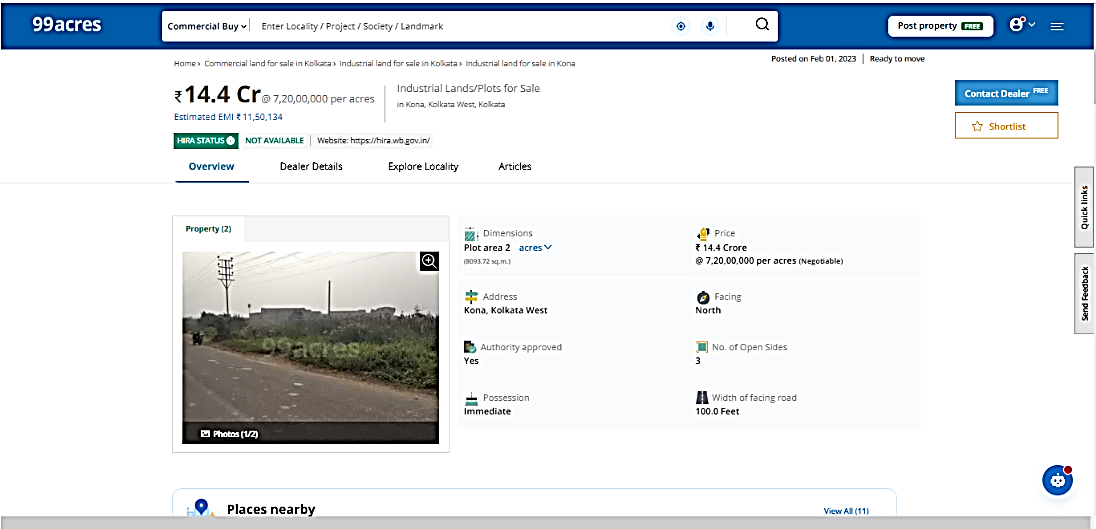 99acres
Commercial Buy
Enter Locality / Project / Society / Landmark
Post property FREE
Home › Commercial land for sale in Kolkata › Industrial land for sale in Kolkata › Industrial land for sale in Kona
Posted on Feb 01, 2023 | Ready to move
₹ 14.4 Cr @ 7,20,00,000 per acres
Estimated EMI ₹ 11,50,134
Industrial Lands/Plots for Sale
in Kona, Kolkata West, Kolkata
Contact Dealer FREE
Shortlist
HIRA STATUS NOT AVAILABLE | Website: https://hira.wb.gov.in/
Overview Dealer Details Explore Locality Articles
Quick links
Send Feedback
Property (2)
99acres
Photos (1/2)
Dimensions
Plot area 2 acres
(8093.72 sq.m.)
Price
₹ 14.4 Crore
@ 7,20,00,000 per acres (Negotiable)
Address
Kona, Kolkata West
Facing
North
Authority approved
Yes
No. of Open Sides
3
Possession
Immediate
Width of facing road
100.0 Feet
Places nearby
View All (11)